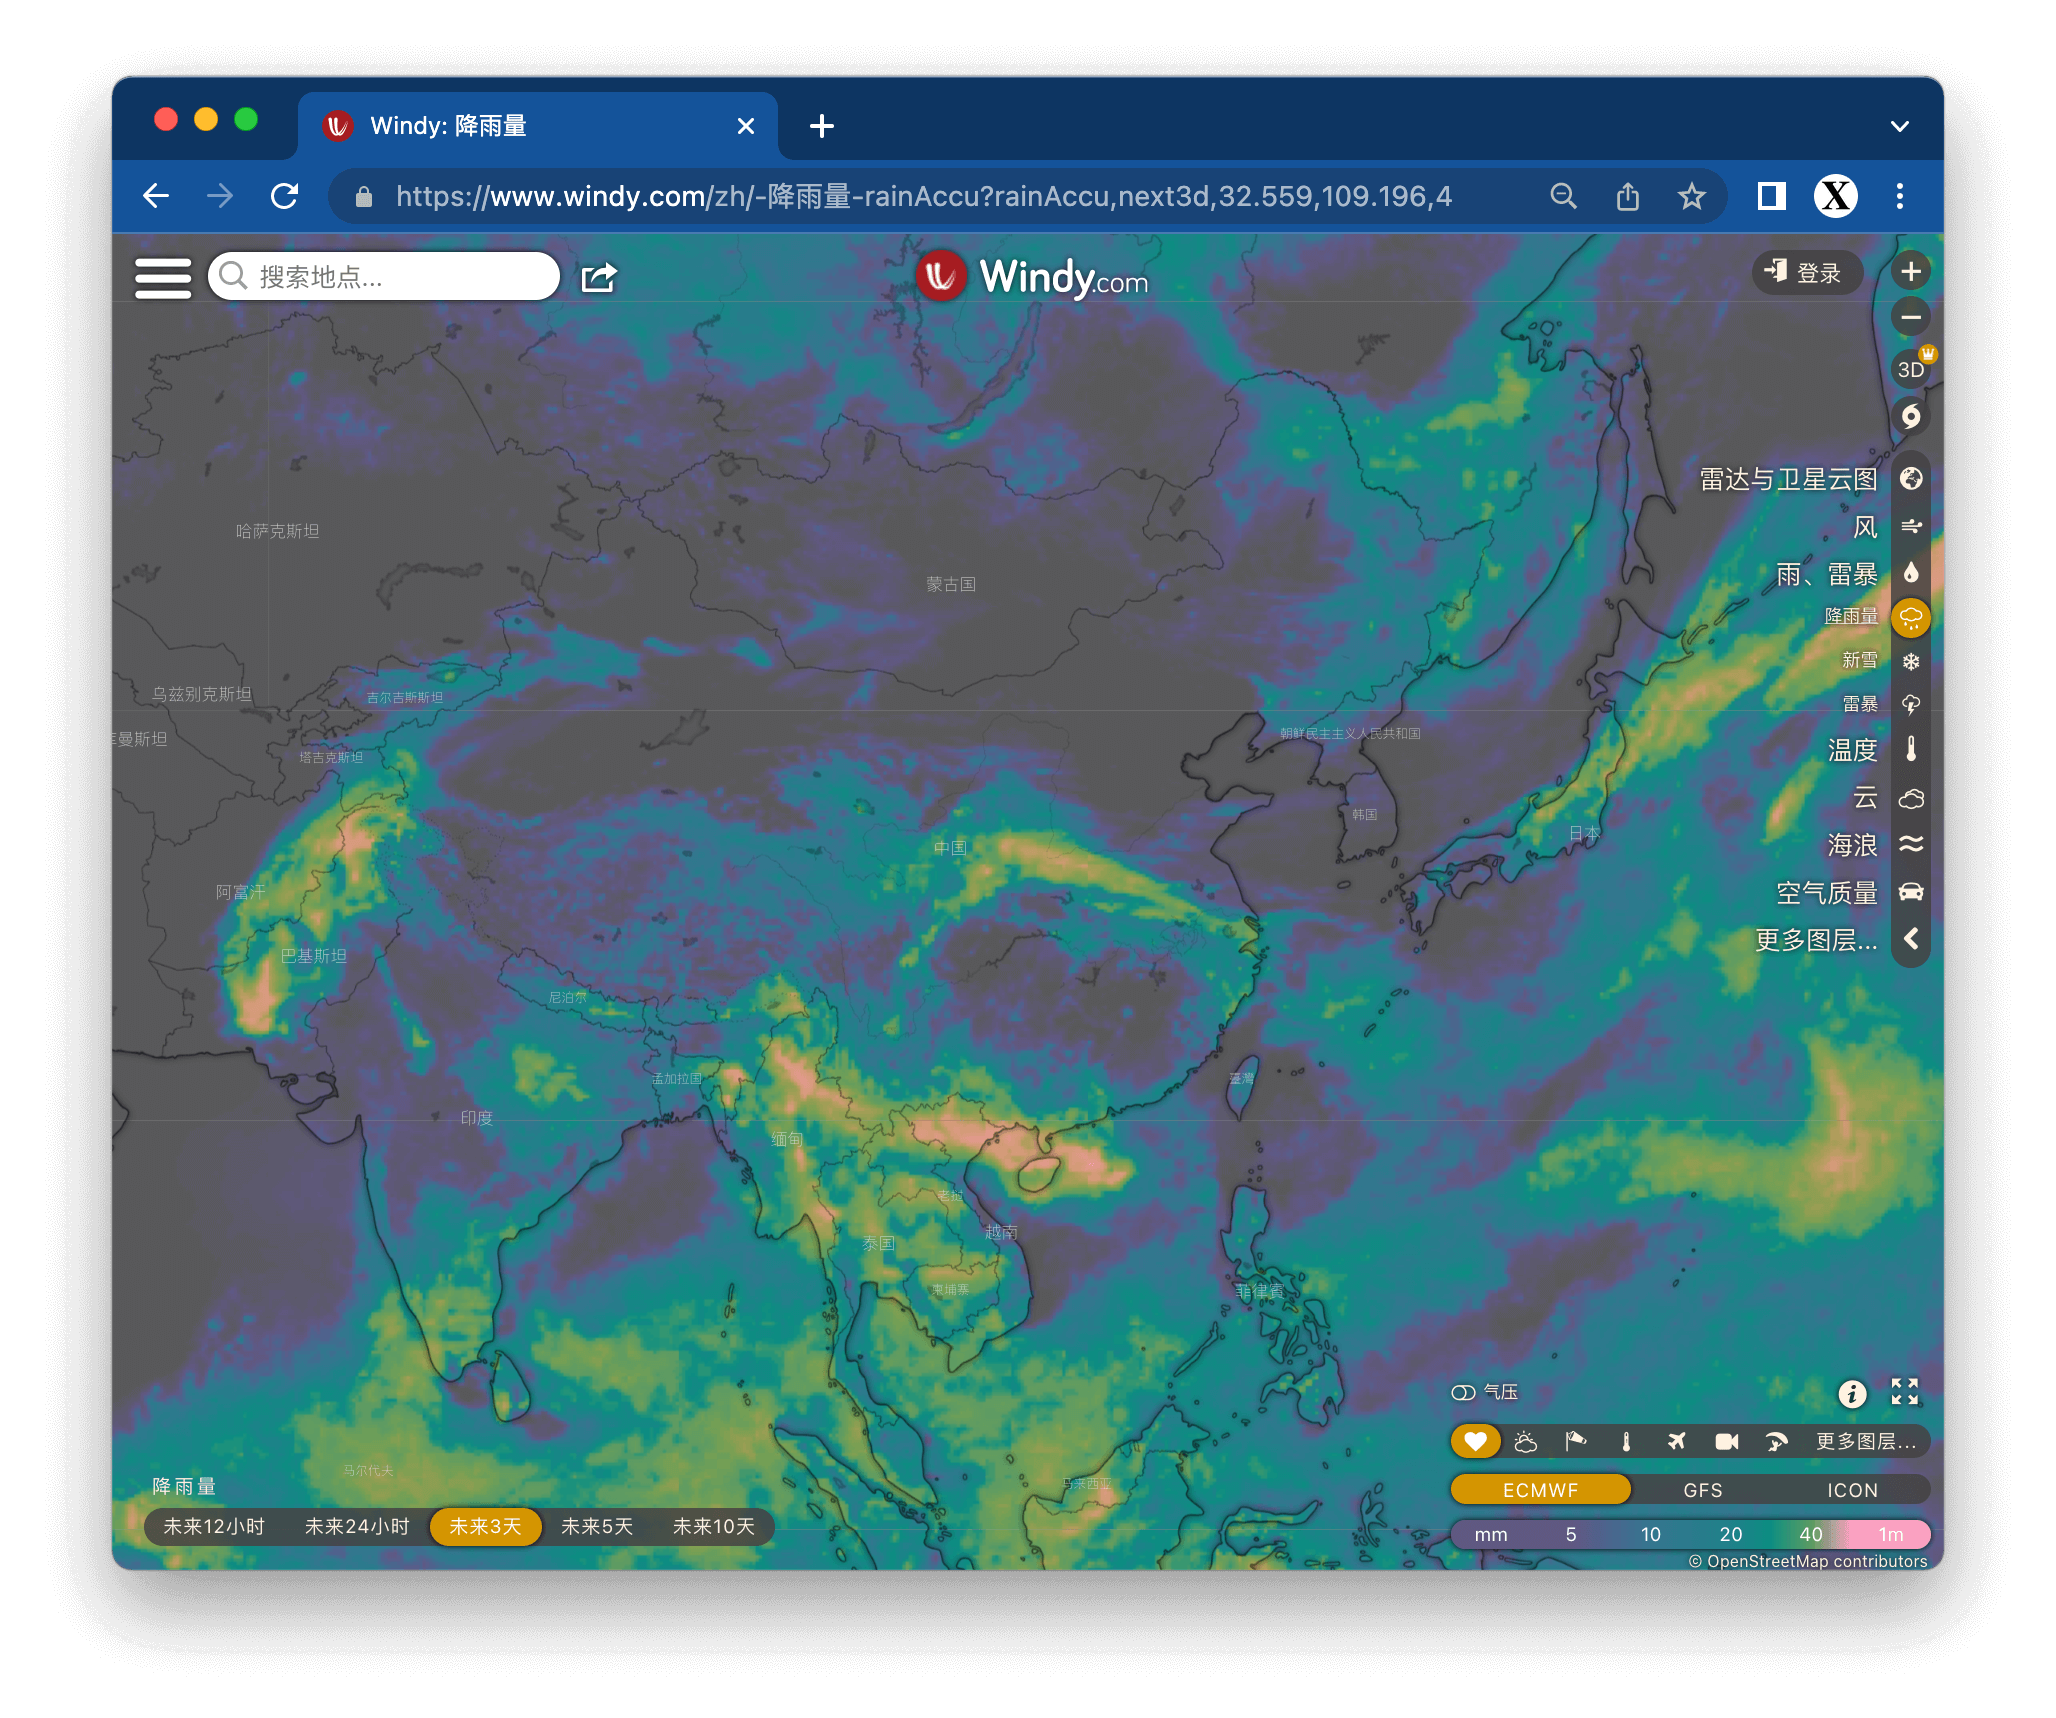 Windy: 降雨量
https://www.windy.com/zh/-降雨量-rainAccu?rainAccu,next3d,32.559,109.196,4
搜索地点...
Windy.com
登录
3D
雷达与卫星云图
风
雨、雷暴
降雨量
新雪
雷暴
温度
云
海浪
空气质量
更多图层...
哈萨克斯坦
蒙古国
乌兹别克斯坦
吉尔吉斯斯坦
库曼斯坦
塔吉克斯坦
朝鲜民主主义人民共和国
韩国
日本
中国
阿富汗
巴基斯坦
尼泊尔
孟加拉国
臺灣
印度
缅甸
老挝
越南
泰国
柬埔寨
菲律賓
马尔代夫
马来西亚
气压
更多图层...
ECMWF GFS ICON
mm 5 10 20 40 1m
© OpenStreetMap contributors
降雨量
未来12小时 未来24小时 未来3天 未来5天 未来10天